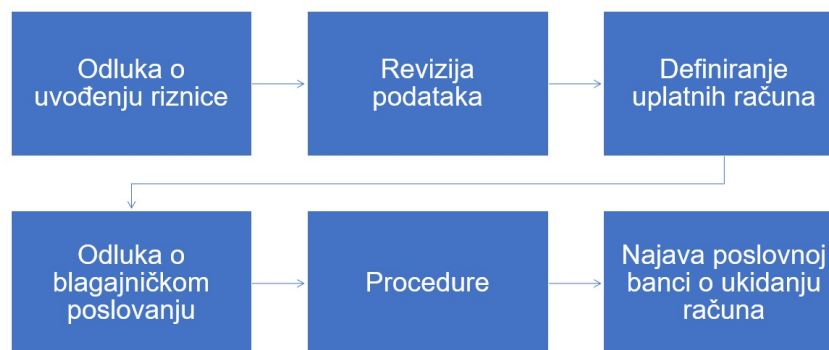 Odluka o
uvođenju riznice
Revizija
podataka
Definiranje
uplatnih računa
Odluka o
blagajničkom
poslovanju
Procedure
Najava poslovnoj
banci o ukidanju
računa